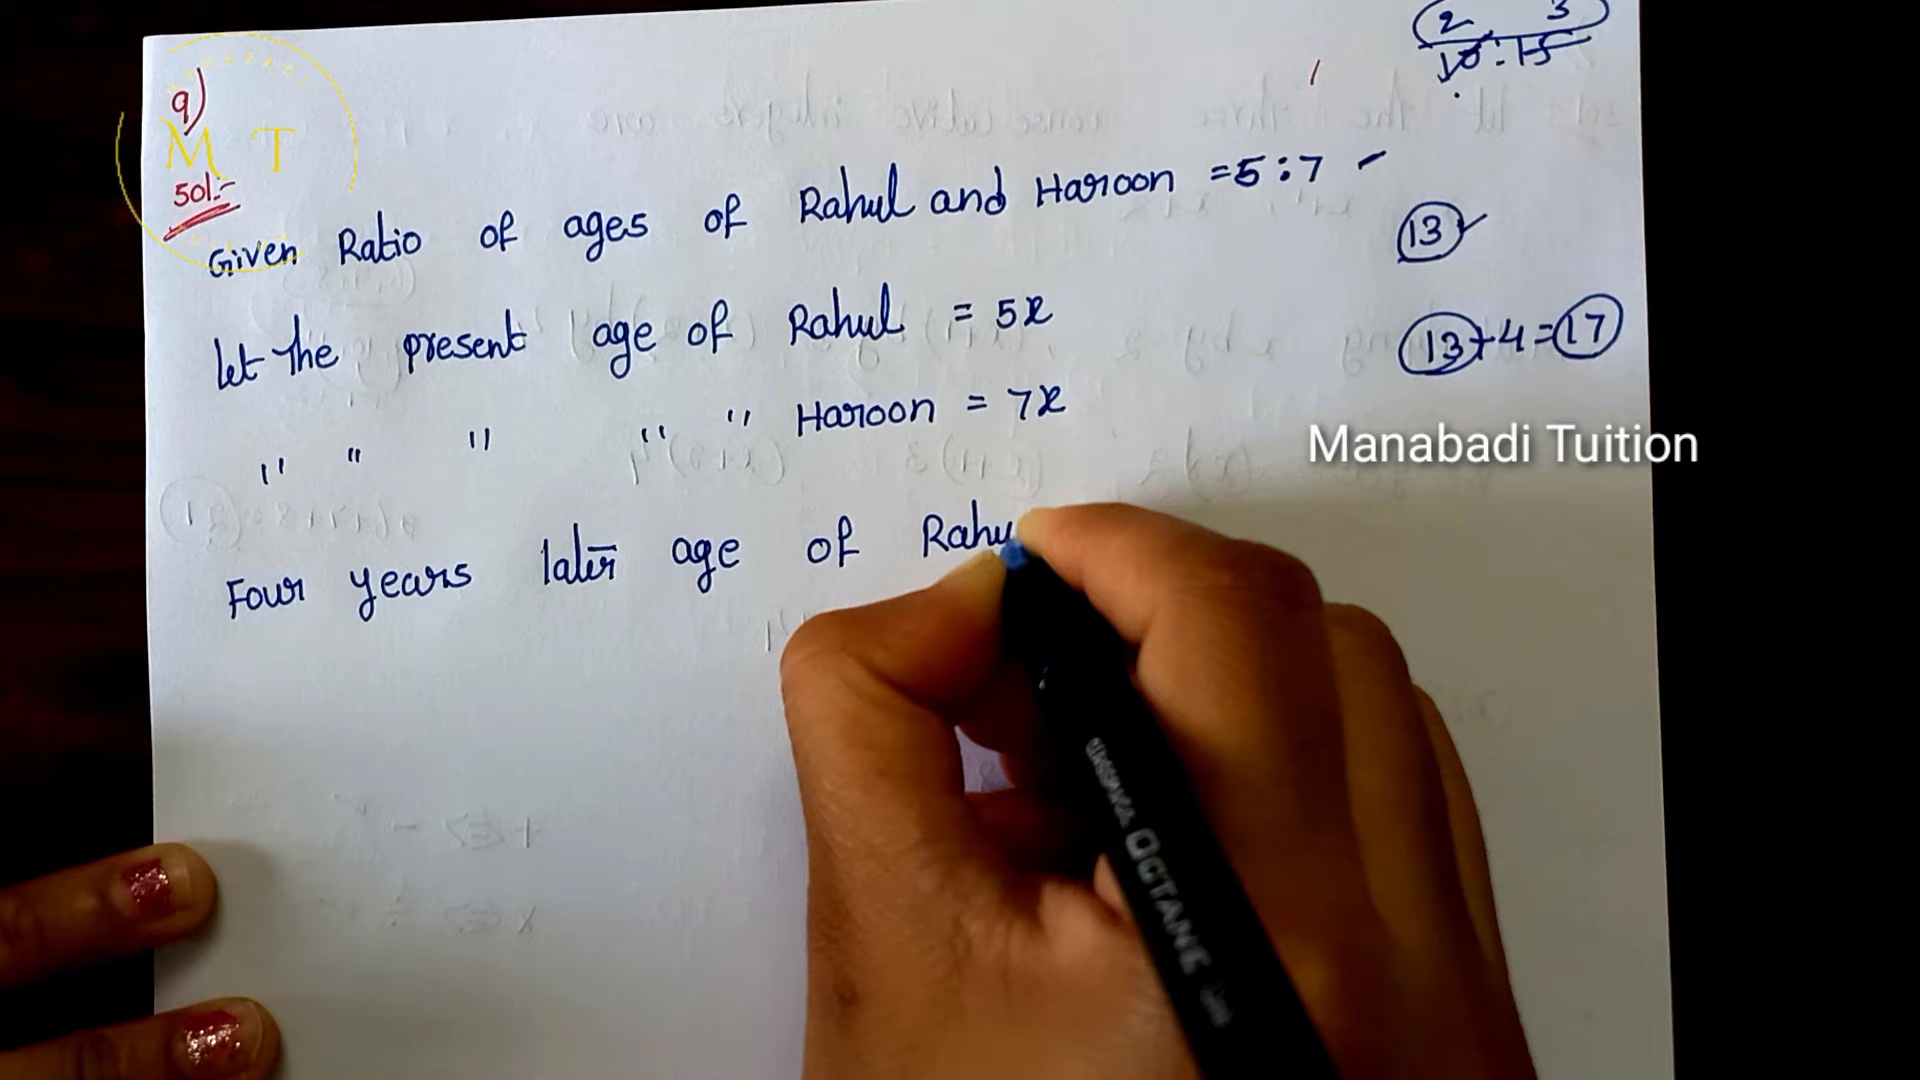 2 3
10:15
9)
M T
Sol:-
Given Ratio of ages of Rahul and Haroon = 5:7
13
let the present age of Rahul = 5x
13+4=17
" " " " " Haroon = 7x
Manabadi Tuition
Four years later age of Rahu
OCTANE